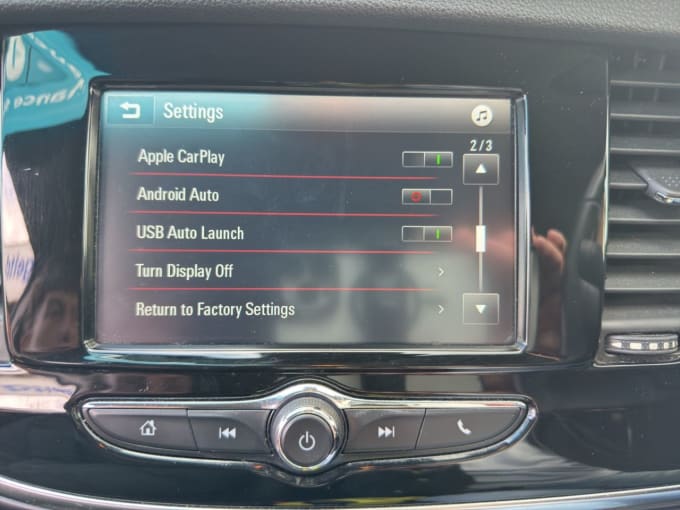 Settings
2/3
Apple CarPlay
Android Auto
USB Auto Launch
Turn Display Off
Return to Factory Settings